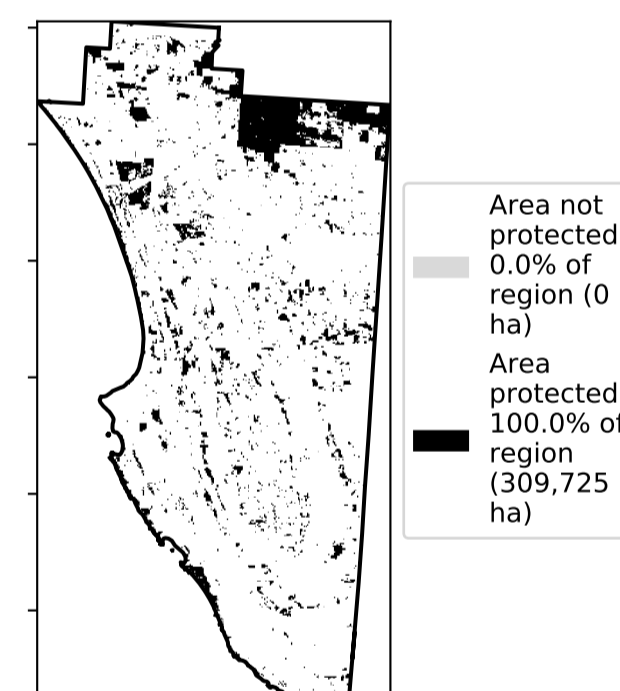 Area not
protected
0.0% of
region (0
ha)
Area
protected
100.0% of
region
(309,725
ha)